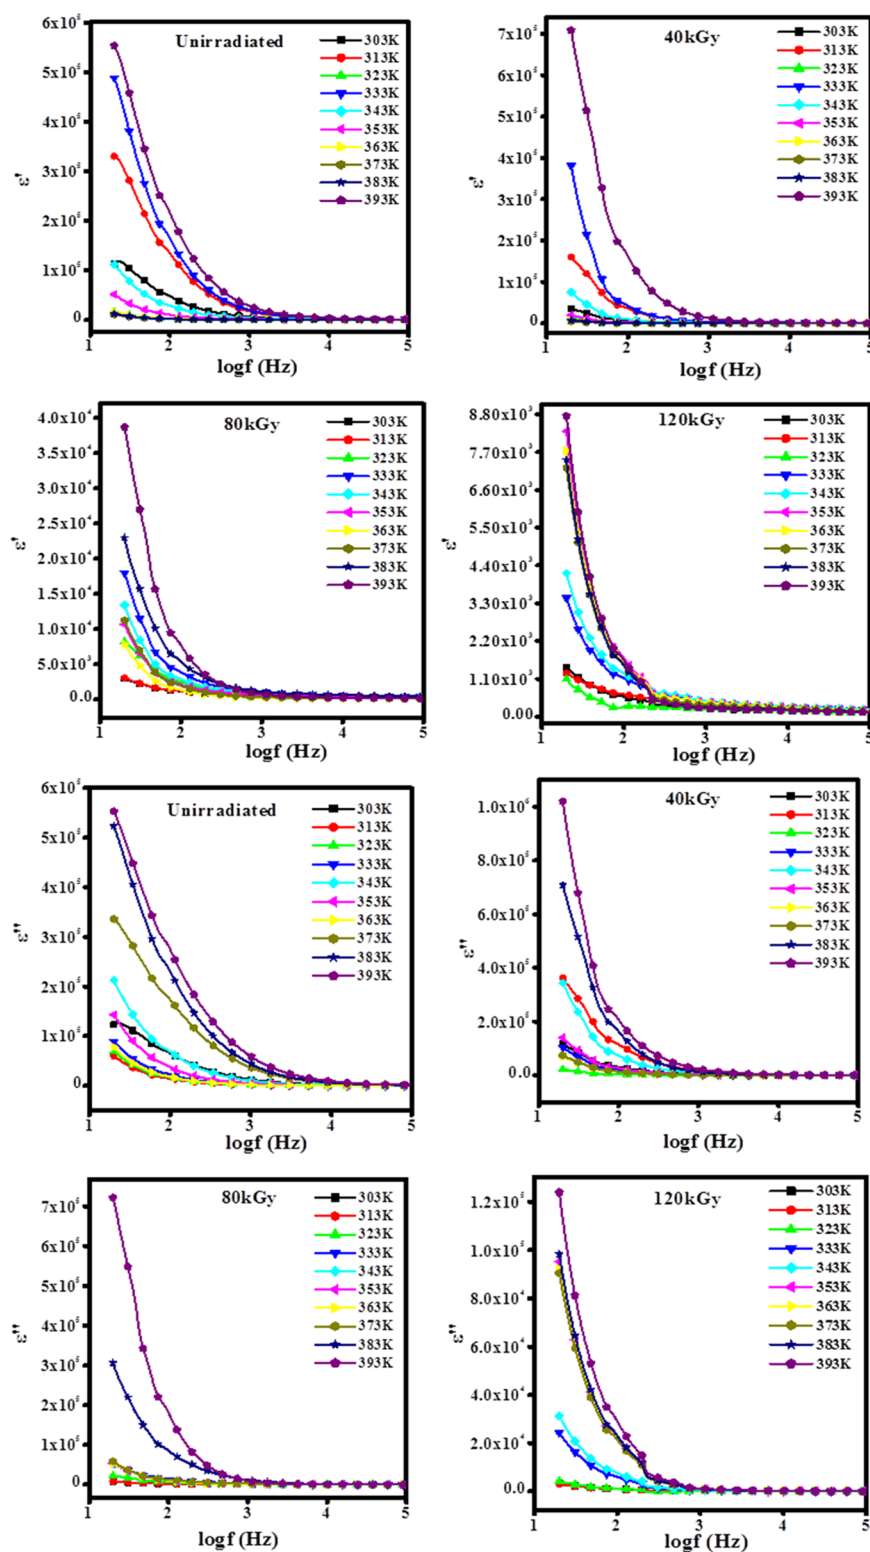 Unirradiated
ε'
6x10⁵
5x10⁵
4x10⁵
3x10⁵
2x10⁵
1x10⁵
0
303K
313K
323K
333K
343K
353K
363K
373K
383K
393K
1 2 3 4 5
logf (Hz)
40kGy
ε'
7x10⁵
6x10⁵
5x10⁵
4x10⁵
3x10⁵
2x10⁵
1x10⁵
0
303K
313K
323K
333K
343K
353K
363K
373K
383K
393K
1 2 3 4 5
logf (Hz)
80kGy
ε'
4.0x10⁴
3.5x10⁴
3.0x10⁴
2.5x10⁴
2.0x10⁴
1.5x10⁴
1.0x10⁴
5.0x10³
0.0
303K
313K
323K
333K
343K
353K
363K
373K
383K
393K
1 2 3 4 5
logf (Hz)
120kGy
ε'
8.80x10³
7.70x10³
6.60x10³
5.50x10³
4.40x10³
3.30x10³
2.20x10³
1.10x10³
0.00
303K
313K
323K
333K
343K
353K
363K
373K
383K
393K
1 2 3 4 5
logf (Hz)
Unirradiated
ε''
6x10⁵
5x10⁵
4x10⁵
3x10⁵
2x10⁵
1x10⁵
0
303K
313K
323K
333K
343K
353K
363K
373K
383K
393K
1 2 3 4 5
logf (Hz)
40kGy
ε''
1.0x10⁶
8.0x10⁵
6.0x10⁵
4.0x10⁵
2.0x10⁵
0.0
303K
313K
323K
333K
343K
353K
363K
373K
383K
393K
1 2 3 4 5
logf (Hz)
80kGy
ε''
7x10⁵
6x10⁵
5x10⁵
4x10⁵
3x10⁵
2x10⁵
1x10⁵
0
303K
313K
323K
333K
343K
353K
363K
373K
383K
393K
1 2 3 4 5
logf (Hz)
120kGy
ε''
1.2x10⁵
1.0x10⁵
8.0x10⁴
6.0x10⁴
4.0x10⁴
2.0x10⁴
0.0
303K
313K
323K
333K
343K
353K
363K
373K
383K
393K
1 2 3 4 5
logf (Hz)